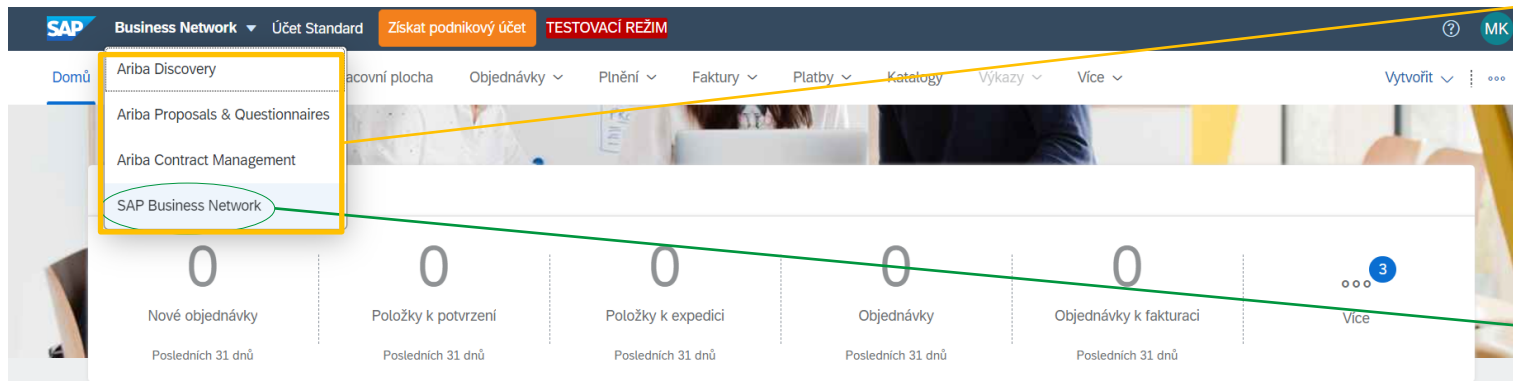 SAP Business Network Účet Standard Získat podnikový účet TESTOVACÍ REŽIM ? MK
Domů racovní plocha Objednávky Plnění Faktury Platby Katalogy Výkazy Více Vytvořit
Ariba Discovery
Ariba Proposals & Questionnaires
Ariba Contract Management
SAP Business Network
0 0 0 0 0 3
Nové objednávky Položky k potvrzení Položky k expedici Objednávky Objednávky k fakturaci Více
Posledních 31 dnů Posledních 31 dnů Posledních 31 dnů Posledních 31 dnů Posledních 31 dnů